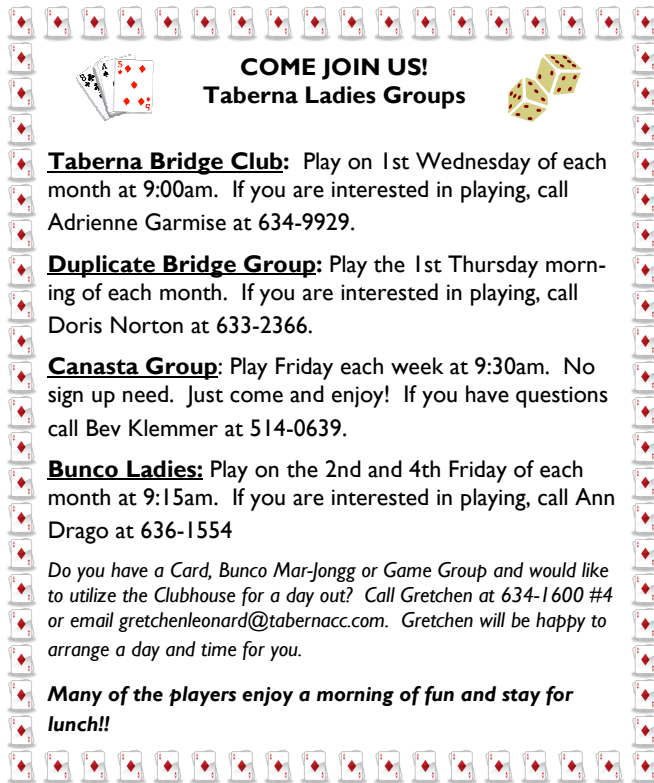 COME JOIN US!
Taberna Ladies Groups
Taberna Bridge Club:  Play on 1st Wednesday of each
month at 9:00am.  If you are interested in playing, call
Adrienne Garmise at 634-9929.
Duplicate Bridge Group: Play the 1st Thursday morn-
ing of each month.  If you are interested in playing, call
Doris Norton at 633-2366.
Canasta Group: Play Friday each week at 9:30am.  No
sign up need.  Just come and enjoy!  If you have questions
call Bev Klemmer at 514-0639.
Bunco Ladies: Play on the 2nd and 4th Friday of each
month at 9:15am.  If you are interested in playing, call Ann
Drago at 636-1554
Do you have a Card, Bunco Mar-Jongg or Game Group and would like
to utilize the Clubhouse for a day out?  Call Gretchen at 634-1600 #4
or email gretchenleonard@tabernacc.com.  Gretchen will be happy to
arrange a day and time for you.
Many of the players enjoy a morning of fun and stay for
lunch!!